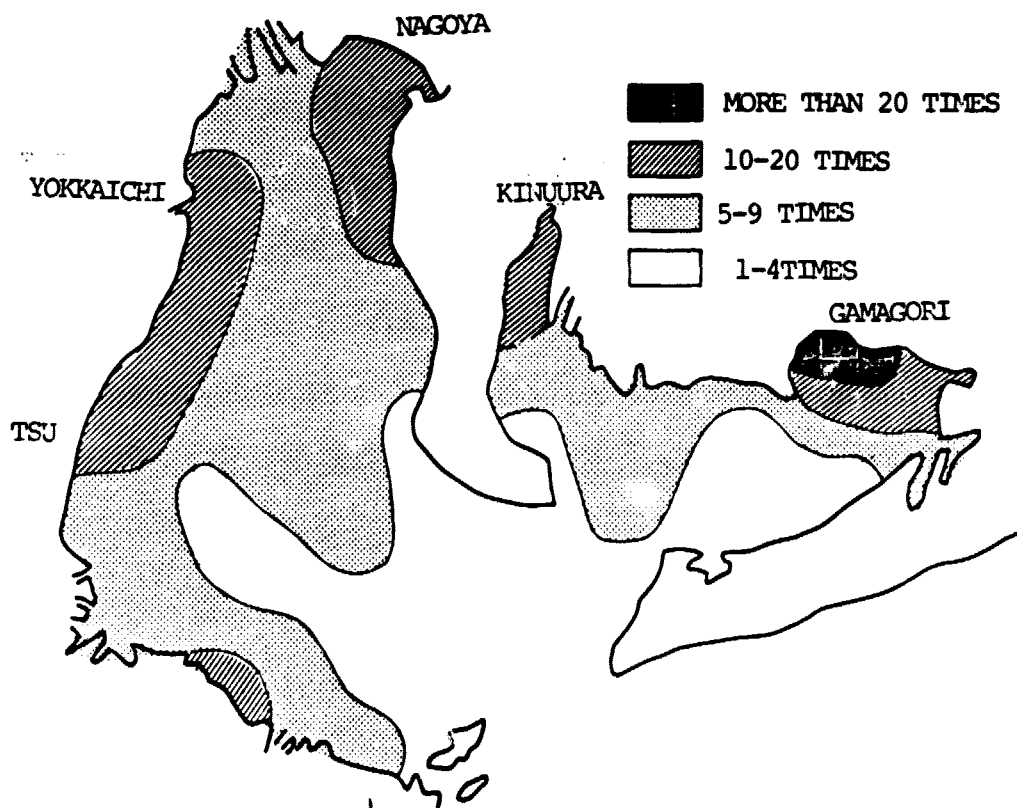 NAGOYA
MORE THAN 20 TIMES
10-20 TIMES
YOKKAICHI
KINUURA
5-9 TIMES
1-4TIMES
GAMAGORI
TSU